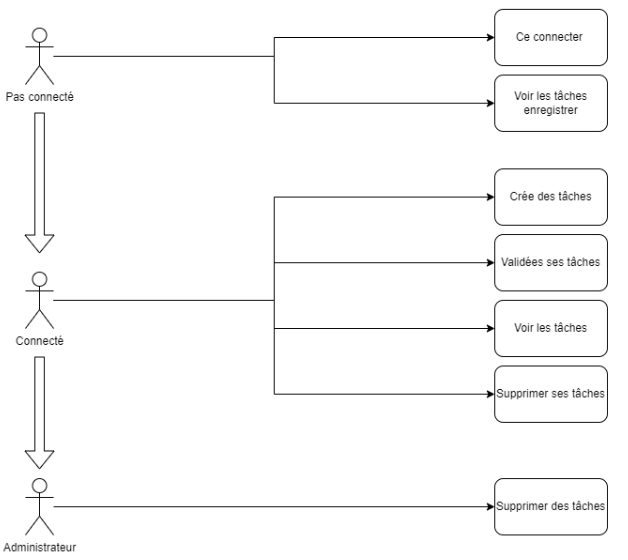 Ce connecter
Pas connecté
Voir les tâches
enregistrer
Crée des tâches
Validées ses tâches
Voir les tâches
Connecté
Supprimer ses tâches
Supprimer des tâches
Administrateur